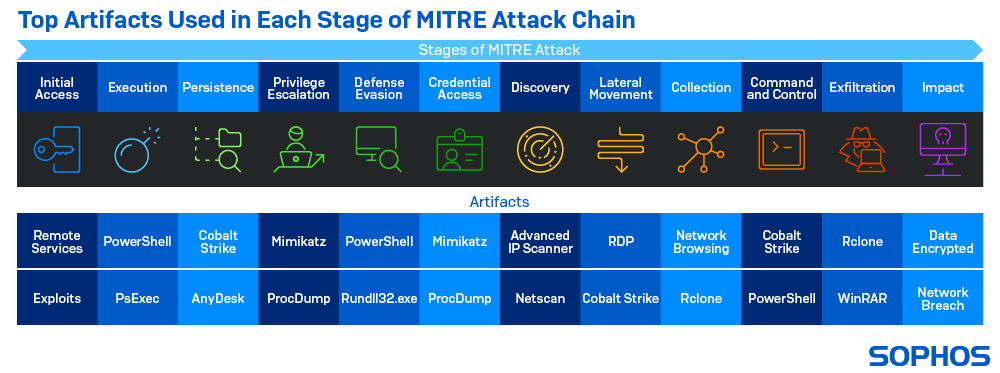 Top Artifacts Used in Each Stage of MITRE Attack Chain
Stages of MITRE Attack
Initial Access
Execution
Persistence
Privilege Escalation
Defense Evasion
Credential Access
Discovery
Lateral Movement
Collection
Command and Control
Exfiltration
Impact
Artifacts
Remote Services
PowerShell
Cobalt Strike
Mimikatz
PowerShell
Mimikatz
Advanced IP Scanner
RDP
Network Browsing
Cobalt Strike
Rclone
Data Encrypted
Exploits
PsExec
AnyDesk
ProcDump
Rundll32.exe
ProcDump
Netscan
Cobalt Strike
Rclone
PowerShell
WinRAR
Network Breach
SOPHOS